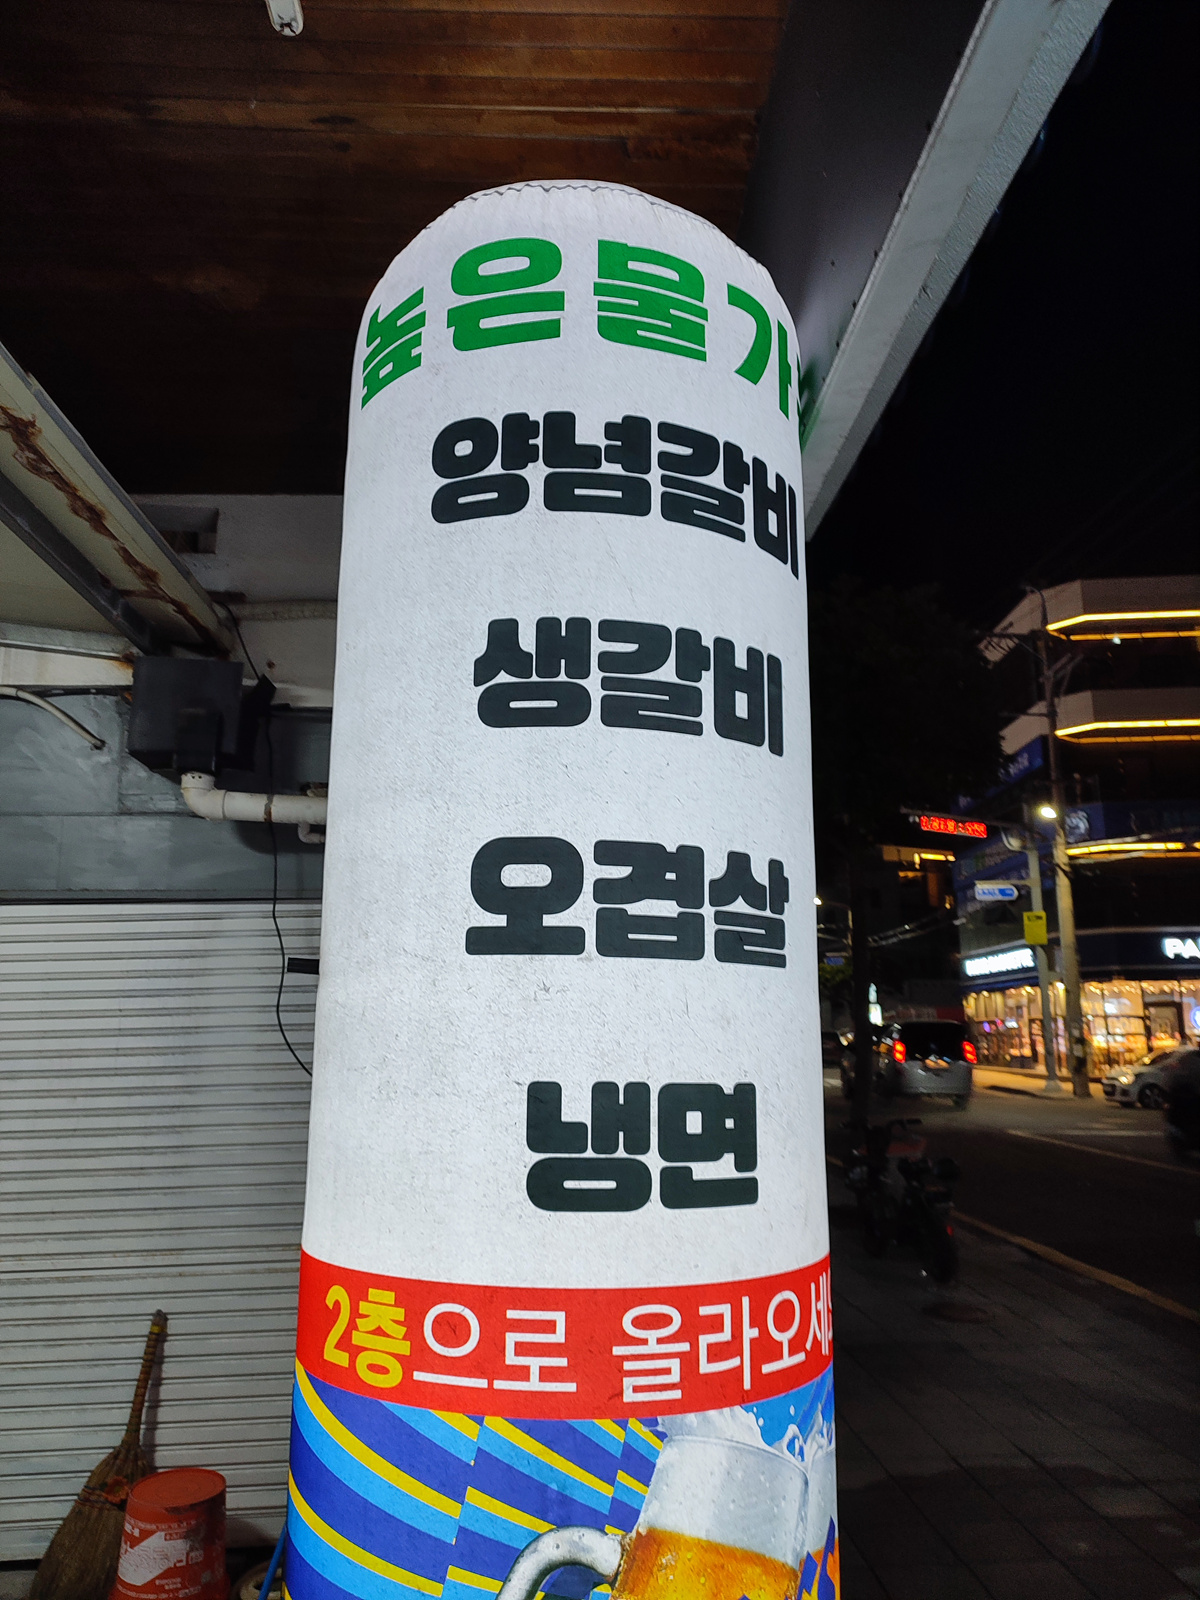 높은물가
양념갈비
생갈비
오겹살
냉면
2층으로 올라오세